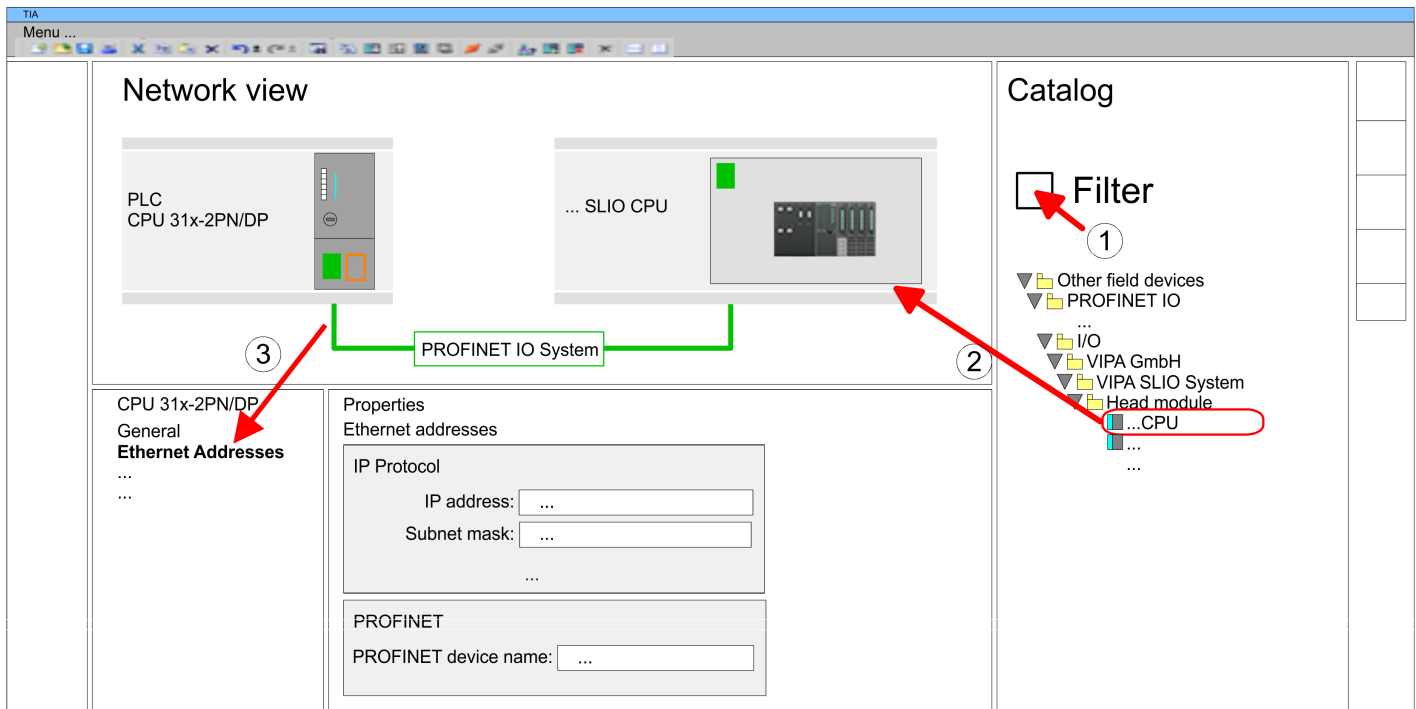 TIA
Menu ...
Network view
PLC
CPU 31x-2PN/DP
... SLIO CPU
PROFINET IO System
3
2
Catalog
Filter
1
Other field devices
PROFINET IO
...
I/O
VIPA GmbH
VIPA SLIO System
Head module
...CPU
...
...
CPU 31x-2PN/DP
General
Ethernet Addresses
...
...
Properties
Ethernet addresses
IP Protocol
IP address: ...
Subnet mask: ...
...
PROFINET
PROFINET device name: ...